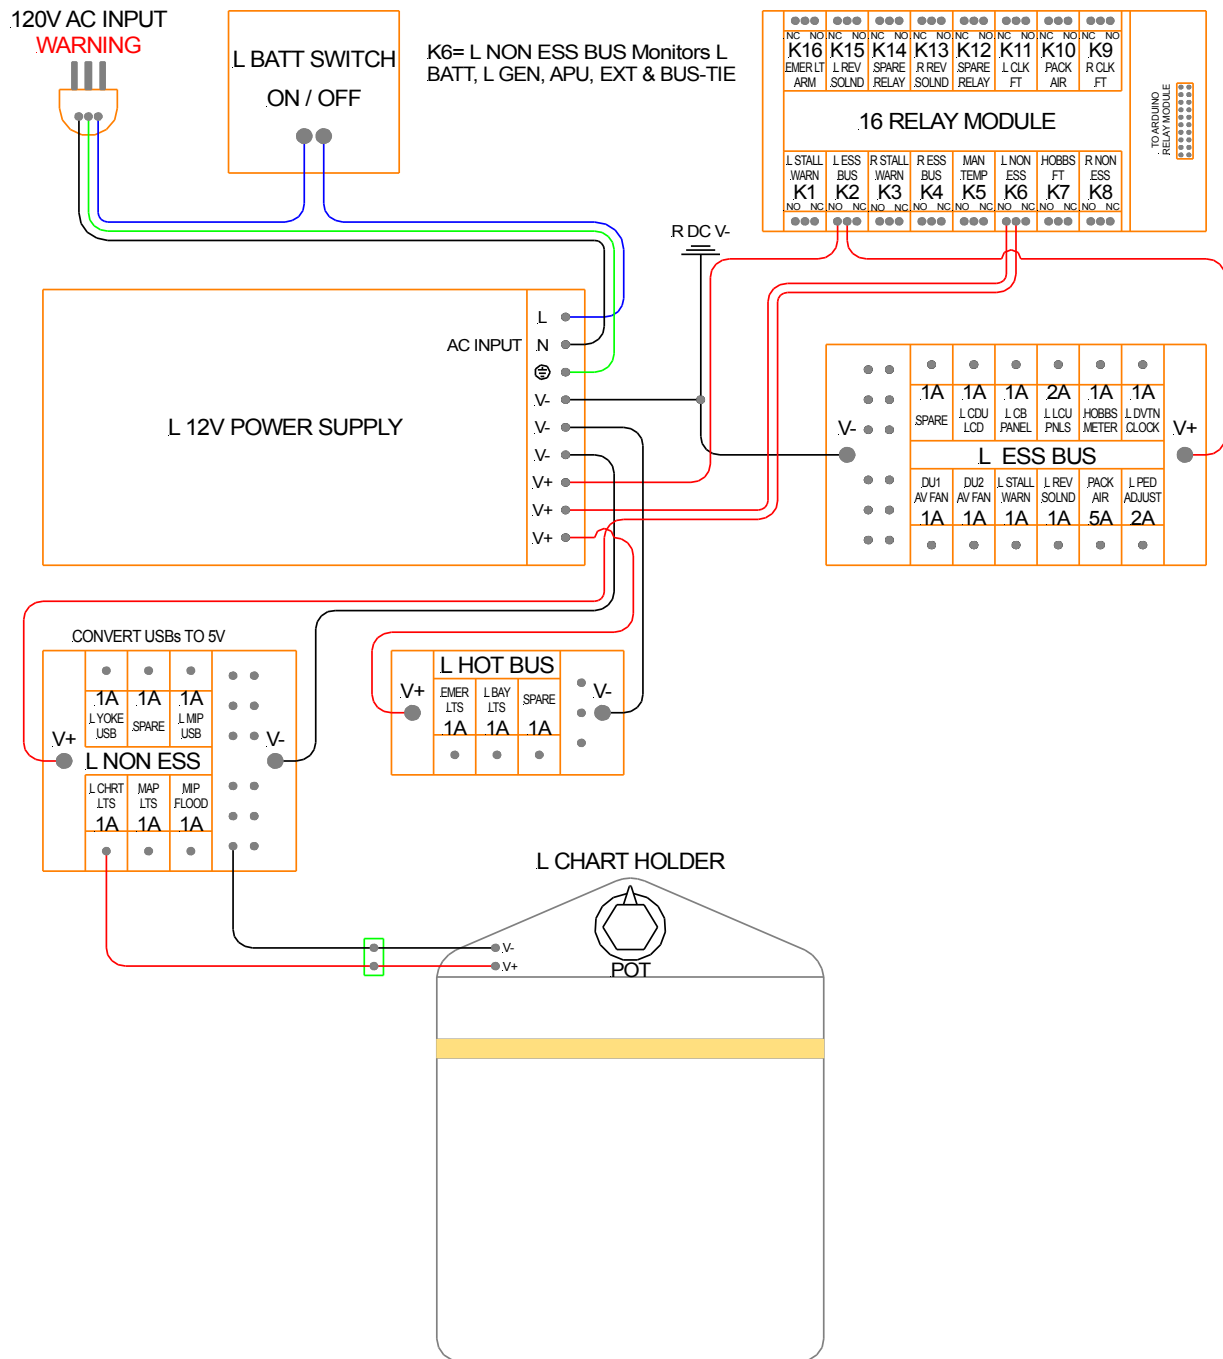 120V AC INPUT
WARNING
L BATT SWITCH
ON / OFF
K6= L NON ESS BUS Monitors L
BATT, L GEN, APU, EXT & BUS-TIE
NC NO NC NO NC NO NC NO NC NO NC NO NC NO NC NO
K16 K15 K14 K13 K12 K11 K10 K9
EMER LT L REV SPARE R REV SPARE L CLK PACK R CLK
ARM SOLND RELAY SOLND RELAY FT AIR FT
16 RELAY MODULE
TO ARDUINO
RELAY MODULE
L STALL L ESS R STALL R ESS MAN L NON HOBBS R NON
WARN BUS WARN BUS TEMP ESS FT ESS
K1 K2 K3 K4 K5 K6 K7 K8
NO NC NO NC NO NC NO NC NO NC NO NC NO NC NO NC
R DC V-
L 12V POWER SUPPLY
AC INPUT
L
N
V-
V-
V-
V+
V+
V+
1A 1A 1A 2A 1A 1A
SPARE L CDU L CB L LCU HOBBS L DVTN
LCD PANEL PNLS METER CLOCK
V- V+
L ESS BUS
DU1 DU2 L STALL L REV PACK L PED
AV FAN AV FAN WARN SOLND AIR ADJUST
1A 1A 1A 1A 5A 2A
CONVERT USBs TO 5V
1A 1A 1A
L YOKE SPARE L MIP
USB USB
V+ V-
L NON ESS
L CHRT MAP MIP
LTS LTS FLOOD
1A 1A 1A
L HOT BUS
V+ V-
EMER L BAY SPARE
LTS LTS
1A 1A 1A
L CHART HOLDER
V-
V+
POT